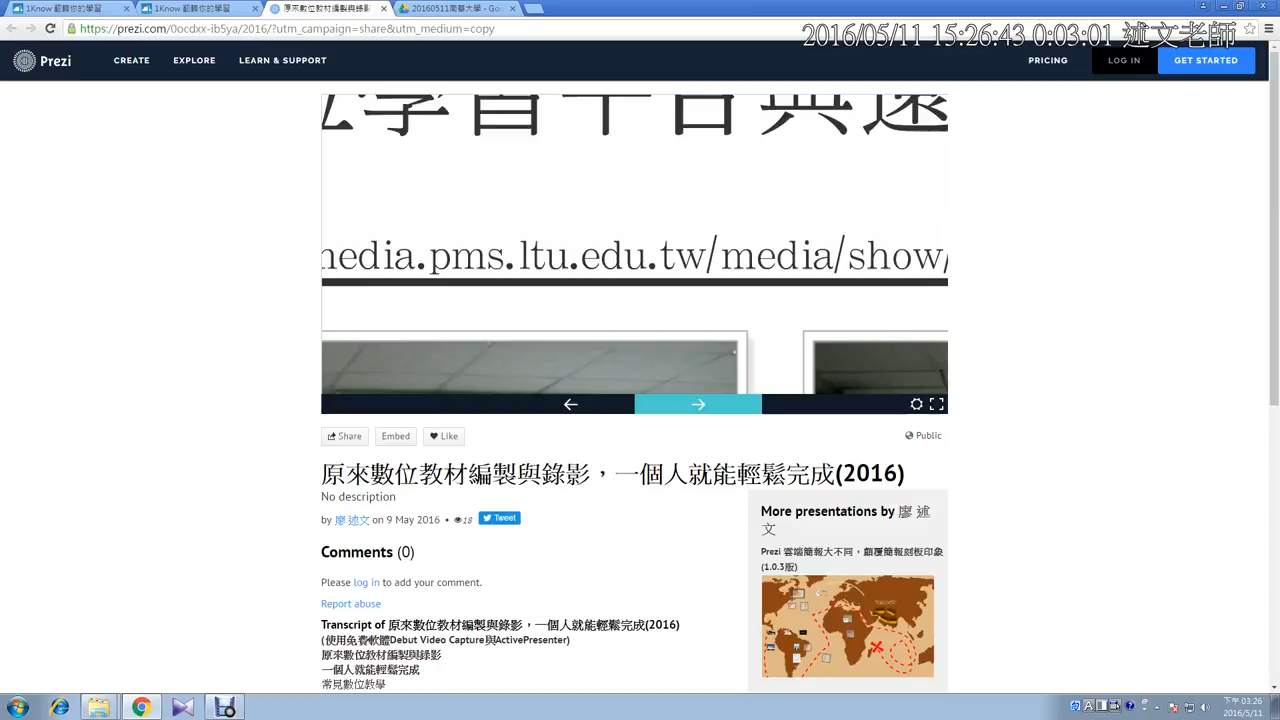 1Know 翻轉你的學習
1Know 翻轉你的學習
原來數位教材編製與錄影
20160511南華大學 - Goo
https://prezi.com/0ocdxx-ib5ya/2016/?utm_campaign=share&utm_medium=copy
2016/05/11 15:26:43 0:03:01 述文老師
Prezi
CREATE
EXPLORE
LEARN & SUPPORT
PRICING
LOG IN
GET STARTED
學習平台與遠
media.pms.ltu.edu.tw/media/show/
Share
Embed
Like
Public
原來數位教材編製與錄影，一個人就能輕鬆完成(2016)
No description
by 廖 述文 on 9 May 2016 • 18
Tweet
More presentations by 廖 述
文
Prezi 雲端簡報大不同，顛覆簡報刻板印象
(1.0.3版)
Comments (0)
Please log in to add your comment.
Report abuse
Transcript of 原來數位教材編製與錄影，一個人就能輕鬆完成(2016)
(使用免費軟體Debut Video Capture與ActivePresenter)
原來數位教材編製與錄影
一個人就能輕鬆完成
常見數位教學
下午 03:26
2016/5/11